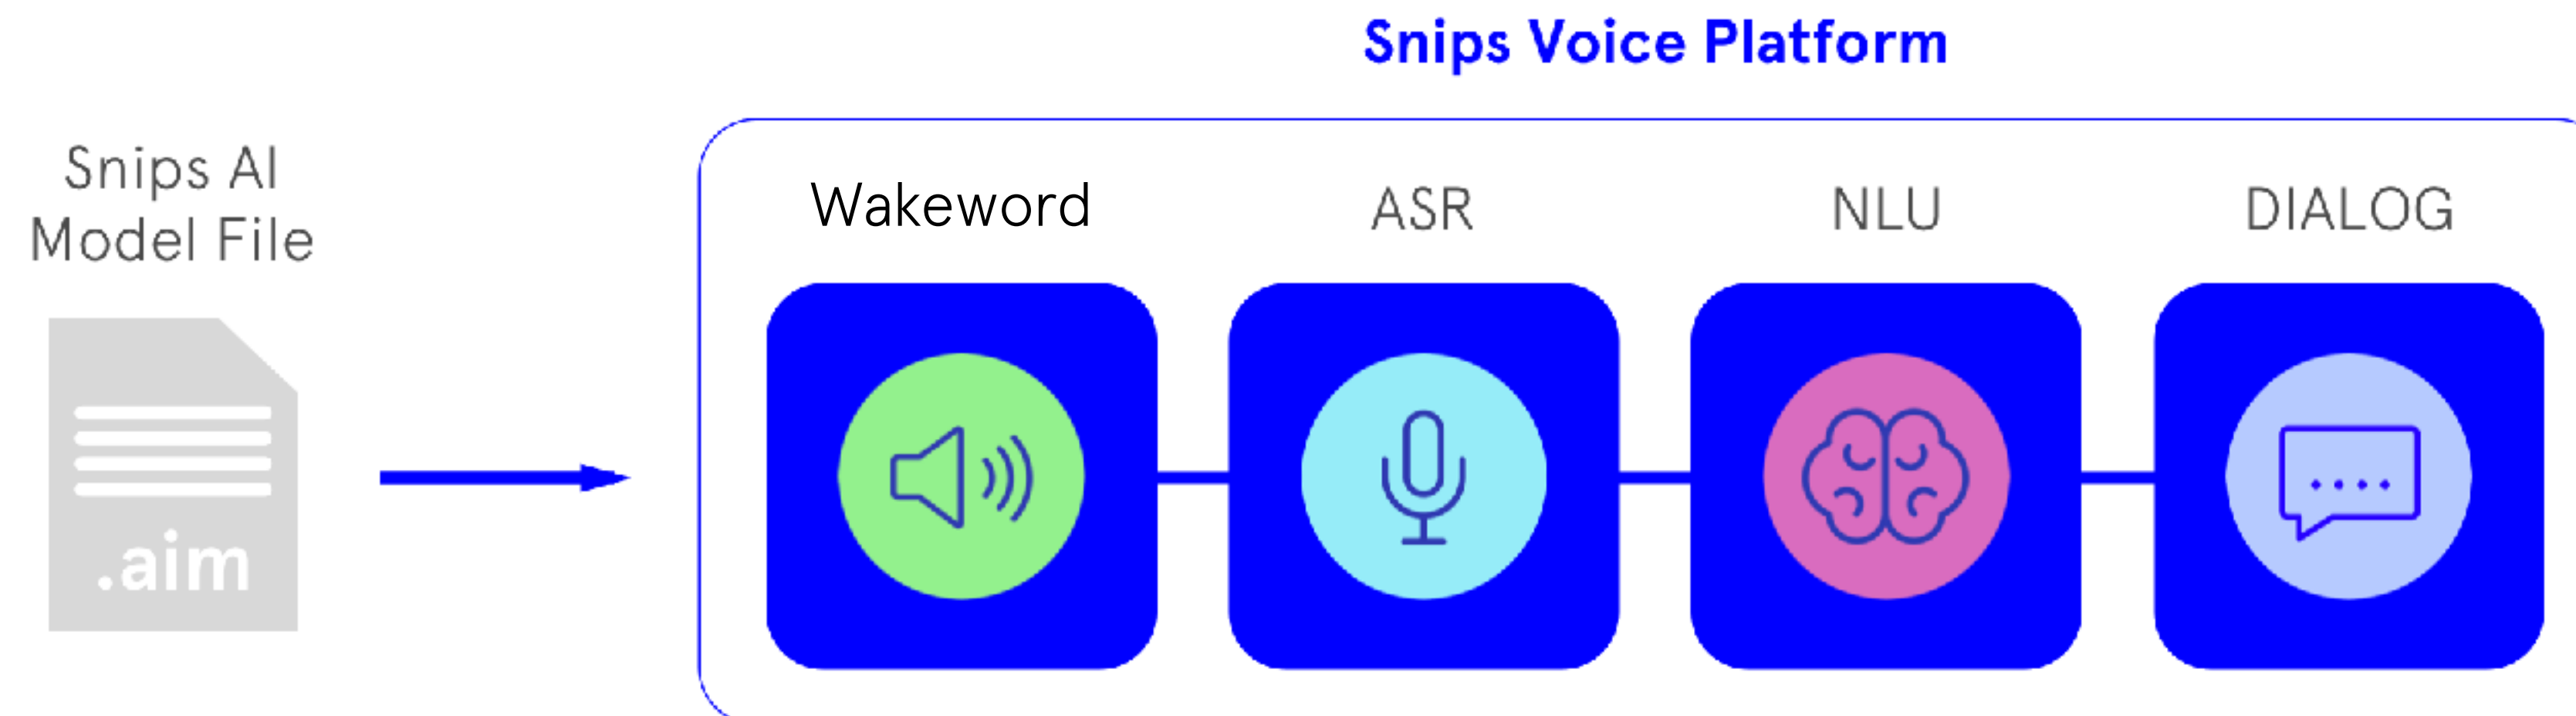 Snips Voice Platform
Snips AI
Model File
.aim
Wakeword
ASR
NLU
DIALOG